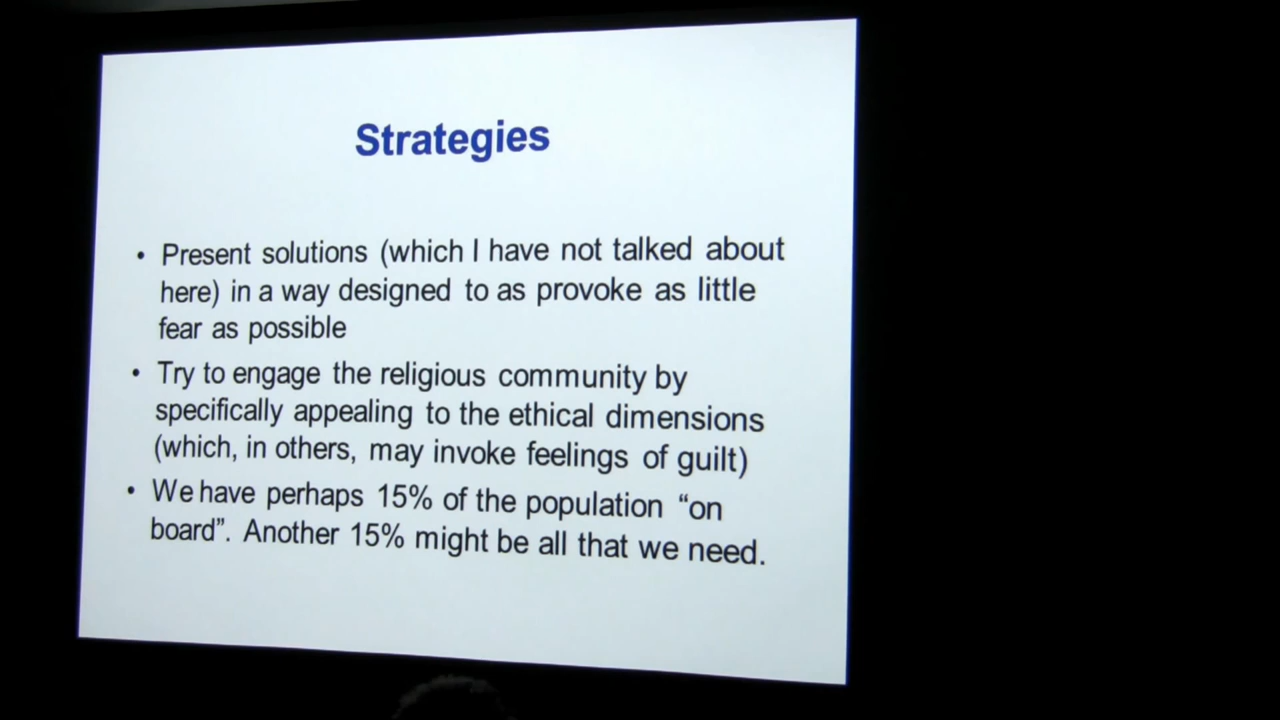 Strategies
• Present solutions (which I have not talked about
here) in a way designed to as provoke as little
fear as possible
• Try to engage the religious community by
specifically appealing to the ethical dimensions
(which, in others, may invoke feelings of guilt)
• We have perhaps 15% of the population “on
board”. Another 15% might be all that we need.